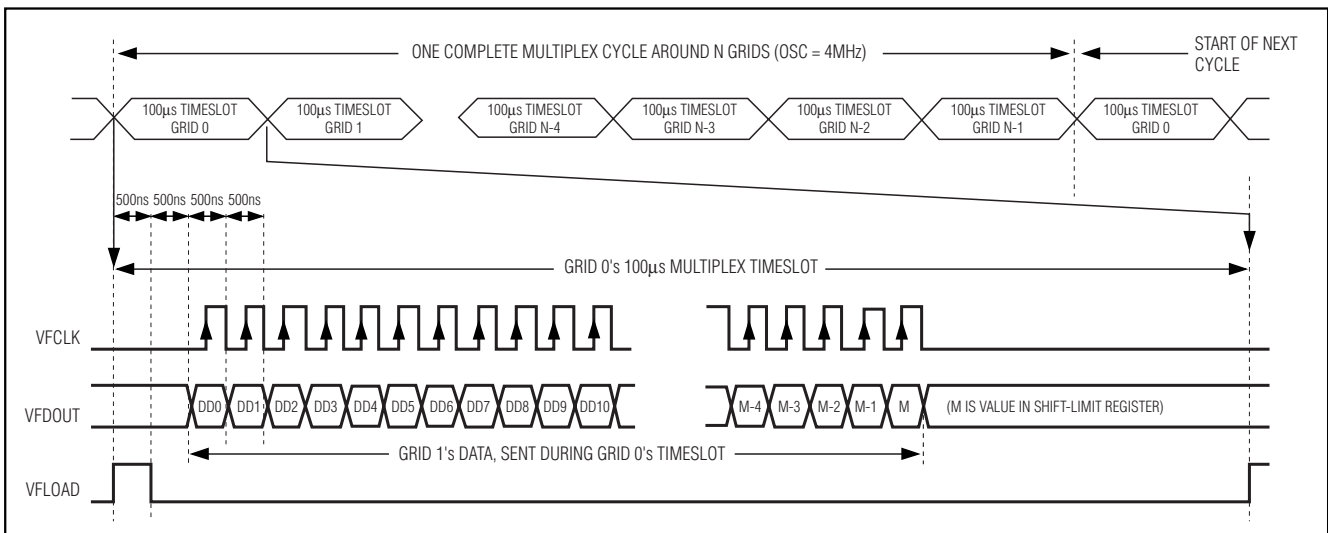 ONE COMPLETE MULTIPLEX CYCLE AROUND N GRIDS (OSC = 4MHz)
START OF NEXT
CYCLE
100µs TIMESLOT
GRID 0
100µs TIMESLOT
GRID 1
100µs TIMESLOT
GRID N-4
100µs TIMESLOT
GRID N-3
100µs TIMESLOT
GRID N-2
100µs TIMESLOT
GRID N-1
100µs TIMESLOT
GRID 0
500ns 500ns 500ns 500ns
GRID 0's 100µs MULTIPLEX TIMESLOT
VFCLK
VFDOUT
DD0 DD1 DD2 DD3 DD4 DD5 DD6 DD7 DD8 DD9 DD10
M-4 M-3 M-2 M-1 M
(M IS VALUE IN SHIFT-LIMIT REGISTER)
GRID 1's DATA, SENT DURING GRID 0's TIMESLOT
VFLOAD